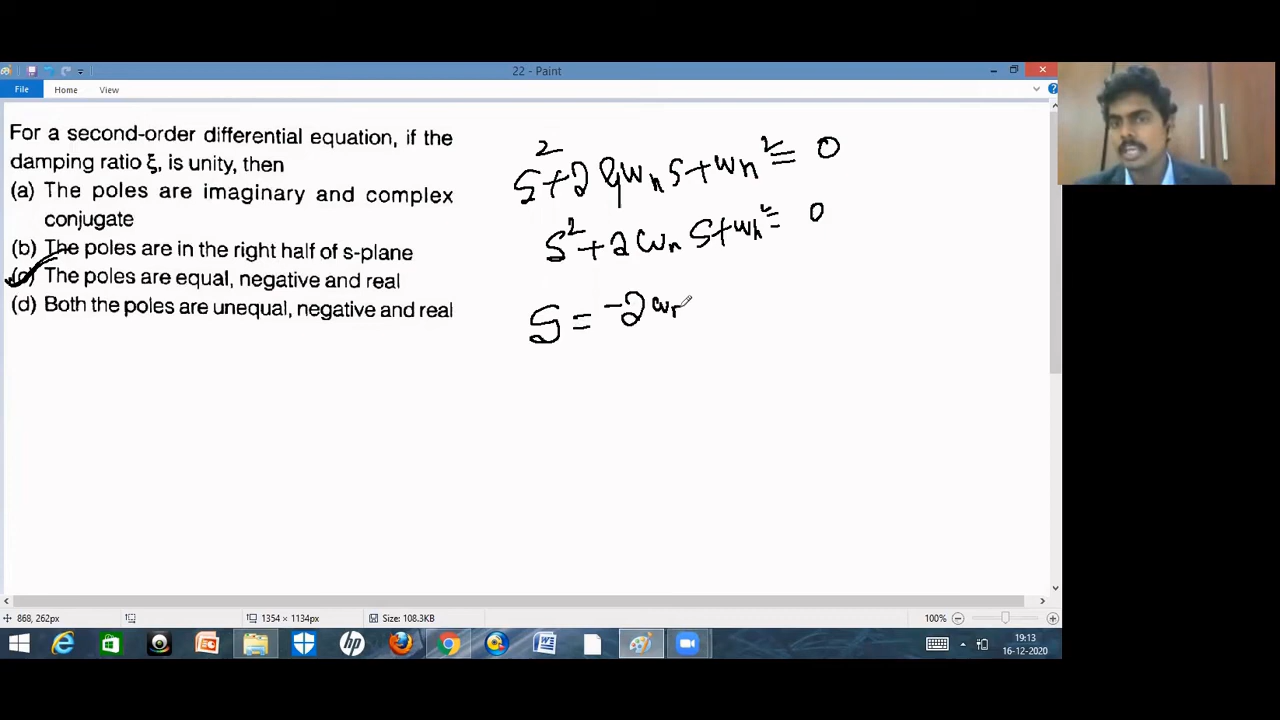 22 - Paint
File Home View
For a second-order differential equation, if the
damping ratio ξ, is unity, then
(a) The poles are imaginary and complex
conjugate
(b) The poles are in the right half of s-plane
(c) The poles are equal, negative and real
(d) Both the poles are unequal, negative and real
S² + 2ξωₙS + ωₙ² = 0
S² + 2ωₙS + ωₙ² = 0
S = -2ω
868, 262px
1354 × 1134px
Size: 108.3KB
100%
19:13
16-12-2020